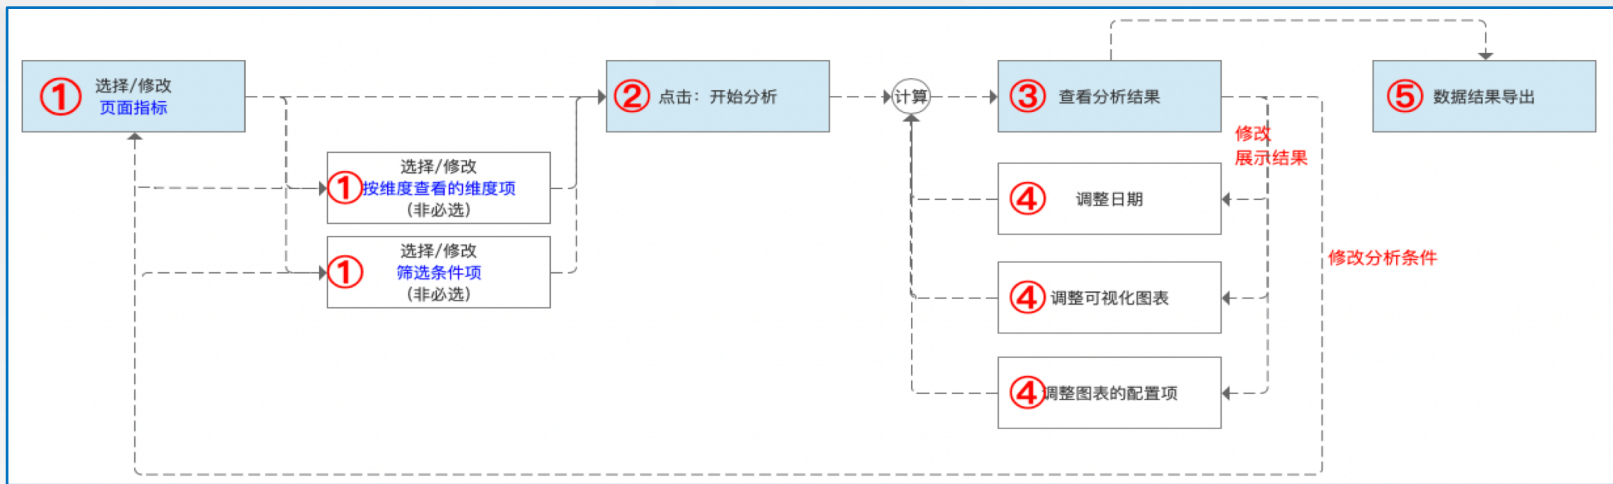 ① 选择/修改
页面指标
① 选择/修改
按维度查看的维度项
(非必选)
① 选择/修改
筛选条件项
(非必选)
② 点击：开始分析
计算
③ 查看分析结果
修改
展示结果
④ 调整日期
④ 调整可视化图表
④ 调整图表的配置项
修改分析条件
⑤ 数据结果导出